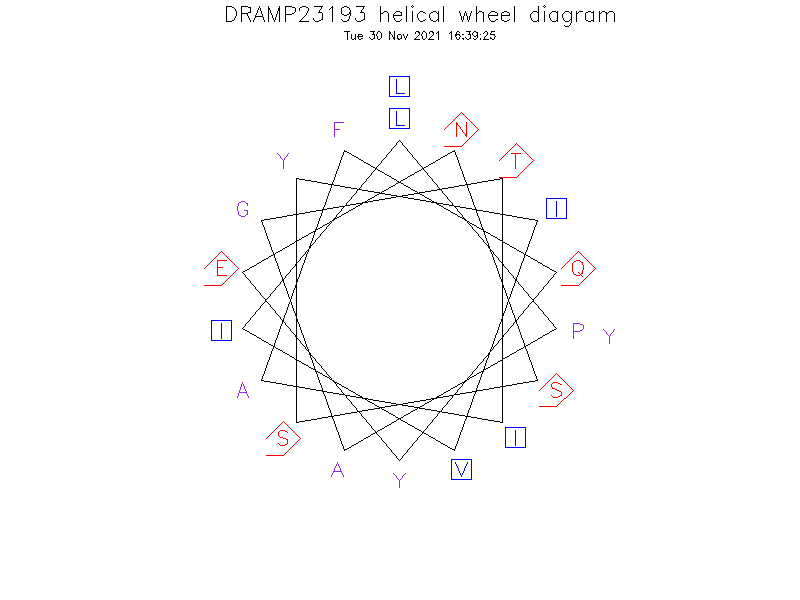 DRAMP23193 helical wheel diagram
Tue 30 Nov 2021 16:39:25
L
L
F N
Y T
G I
E Q
I P Y
A S
S I
A V
Y